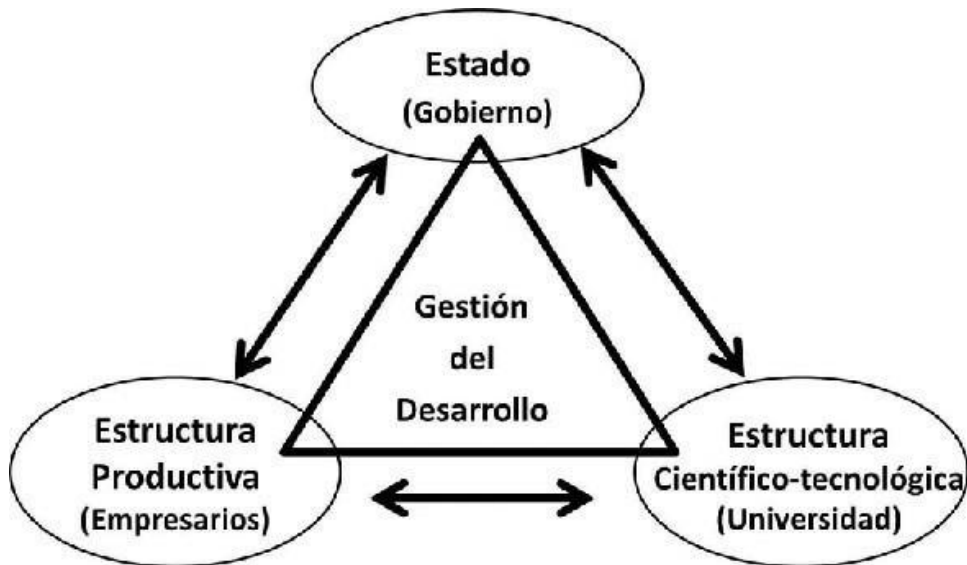 Estado
(Gobierno)
Gestión
del
Desarrollo
Estructura
Productiva
(Empresarios)
Estructura
Científico-tecnológica
(Universidad)